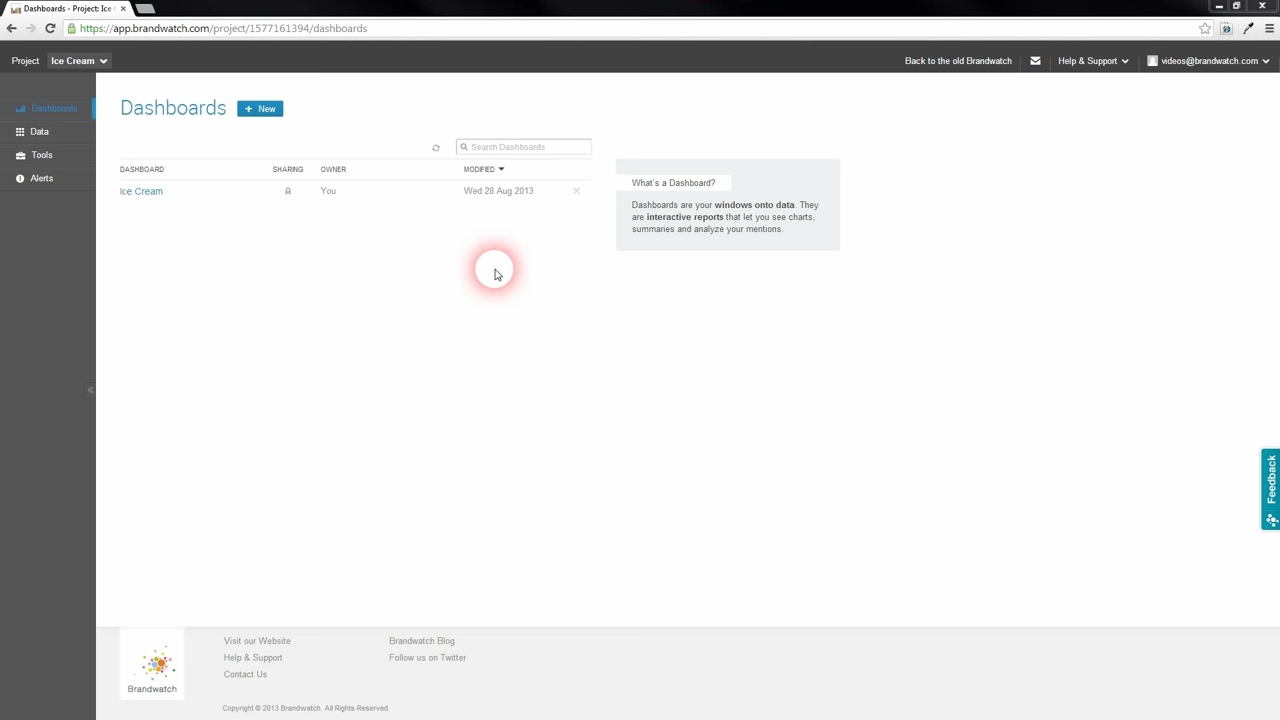 Dashboards - Project: Ice
https://app.brandwatch.com/project/1577161394/dashboards
Project Ice Cream
Back to the old Brandwatch Help & Support videos@brandwatch.com
Dashboards
Data
Tools
Alerts
Dashboards + New
Search Dashboards
DASHBOARD SHARING OWNER MODIFIED
Ice Cream You Wed 28 Aug 2013
What's a Dashboard?
Dashboards are your windows onto data. They
are interactive reports that let you see charts,
summaries and analyze your mentions.
Feedback
Brandwatch
Visit our Website
Help & Support
Contact Us
Brandwatch Blog
Follow us on Twitter
Copyright © 2013 Brandwatch. All Rights Reserved.